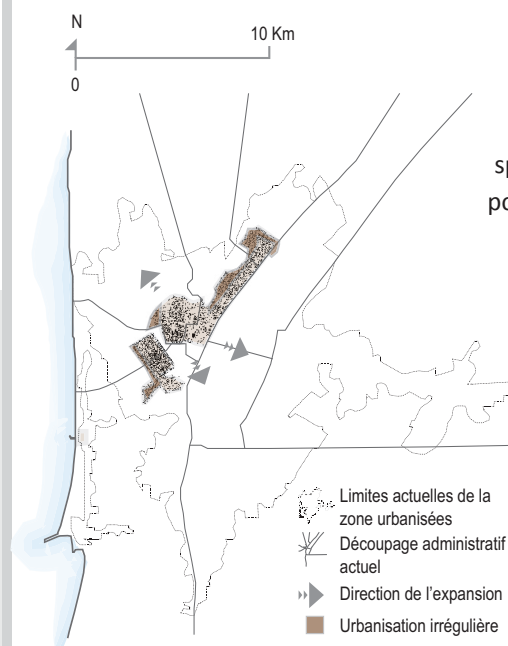 N
10 Km
0
sp
po
Limites actuelles de la
zone urbanisées
Découpage administratif
actuel
Direction de l'expansion
Urbanisation irrégulière